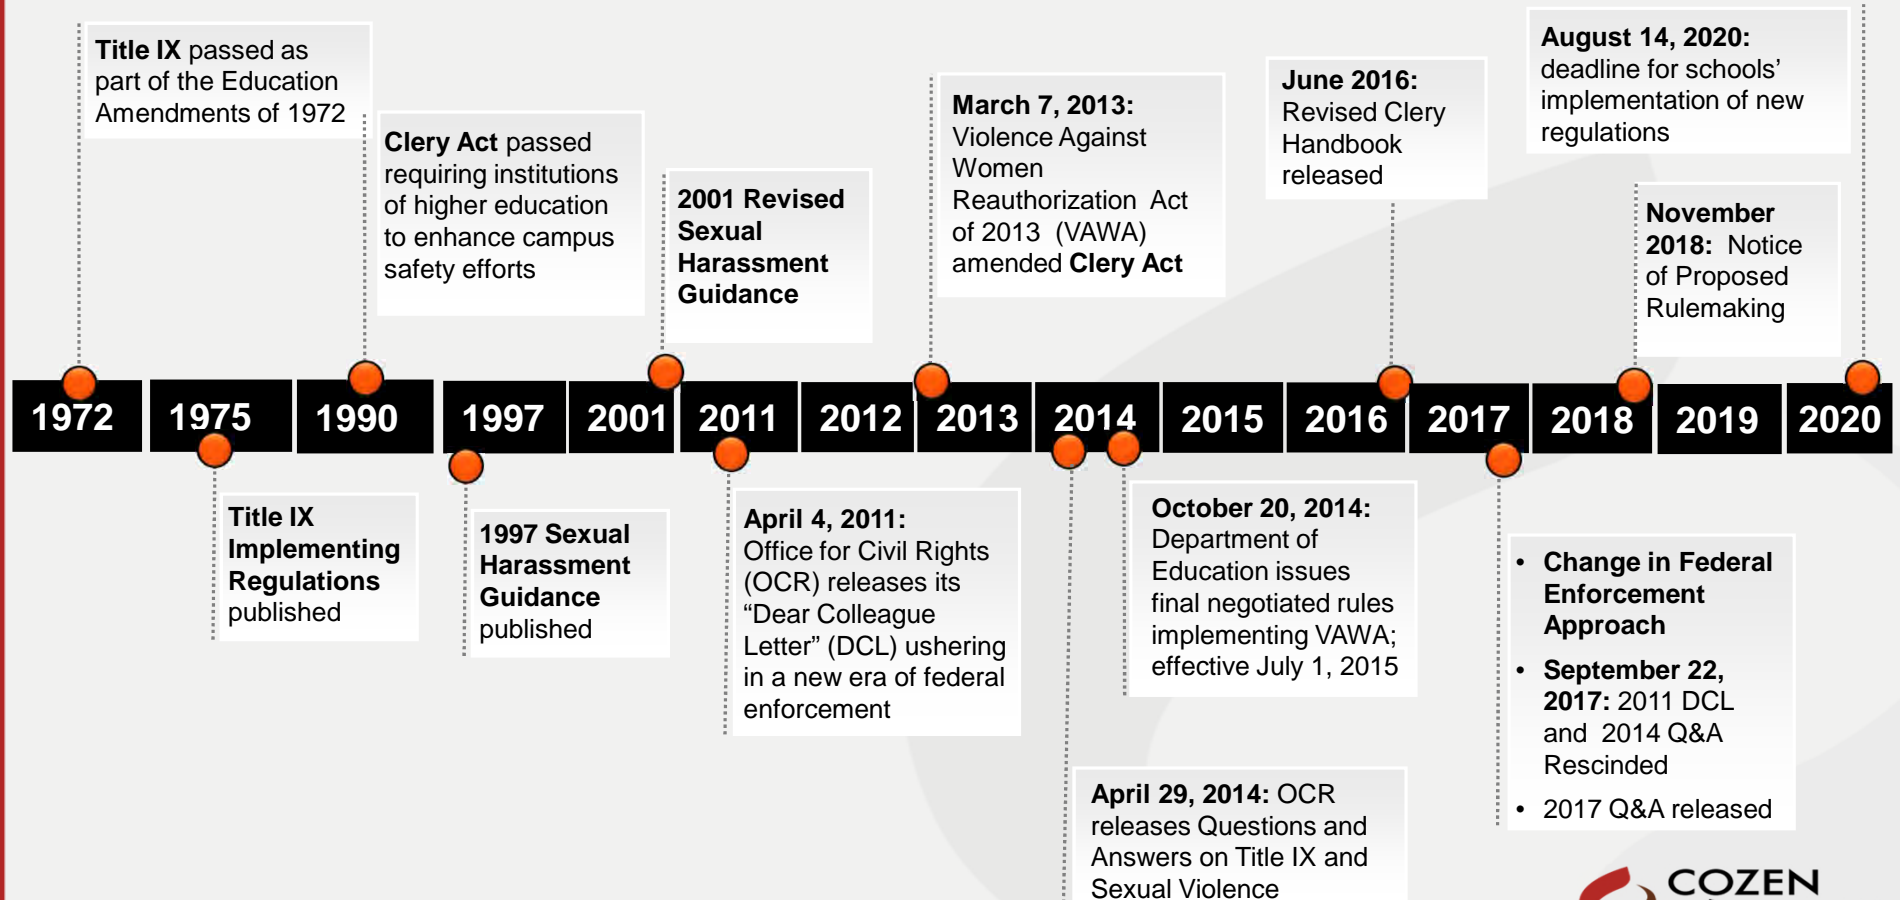 Title IX passed as
part of the Education
Amendments of 1972
Clery Act passed
requiring institutions
of higher education
to enhance campus
safety efforts
2001 Revised
Sexual
Harassment
Guidance
March 7, 2013:
Violence Against
Women
Reauthorization Act
of 2013 (VAWA)
amended Clery Act
June 2016:
Revised Clery
Handbook
released
August 14, 2020:
deadline for schools’
implementation of new
regulations
November
2018: Notice
of Proposed
Rulemaking
1972 1975 1990 1997 2001 2011 2012 2013 2014 2015 2016 2017 2018 2019 2020
Title IX
Implementing
Regulations
published
1997 Sexual
Harassment
Guidance
published
April 4, 2011:
Office for Civil Rights
(OCR) releases its
“Dear Colleague
Letter” (DCL) ushering
in a new era of federal
enforcement
April 29, 2014: OCR
releases Questions and
Answers on Title IX and
Sexual Violence
October 20, 2014:
Department of
Education issues
final negotiated rules
implementing VAWA;
effective July 1, 2015
• Change in Federal
Enforcement
Approach
• September 22,
2017: 2011 DCL
and 2014 Q&A
Rescinded
• 2017 Q&A released
COZEN